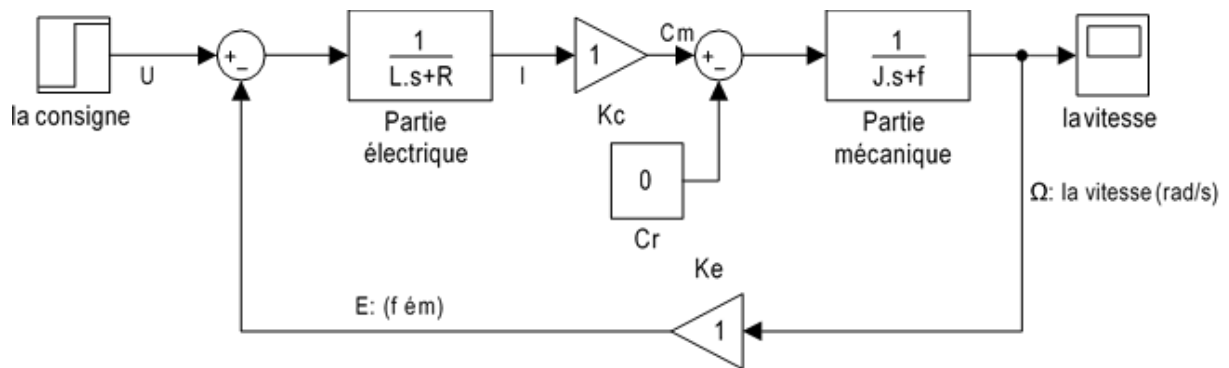 la consigne
U
+
−
1
L.s+R
Partie
électrique
I
1
Kc
Cm
+
−
0
Cr
1
J.s+f
Partie
mécanique
la vitesse
Ω: la vitesse (rad/s)
Ke
1
E: (f ém)